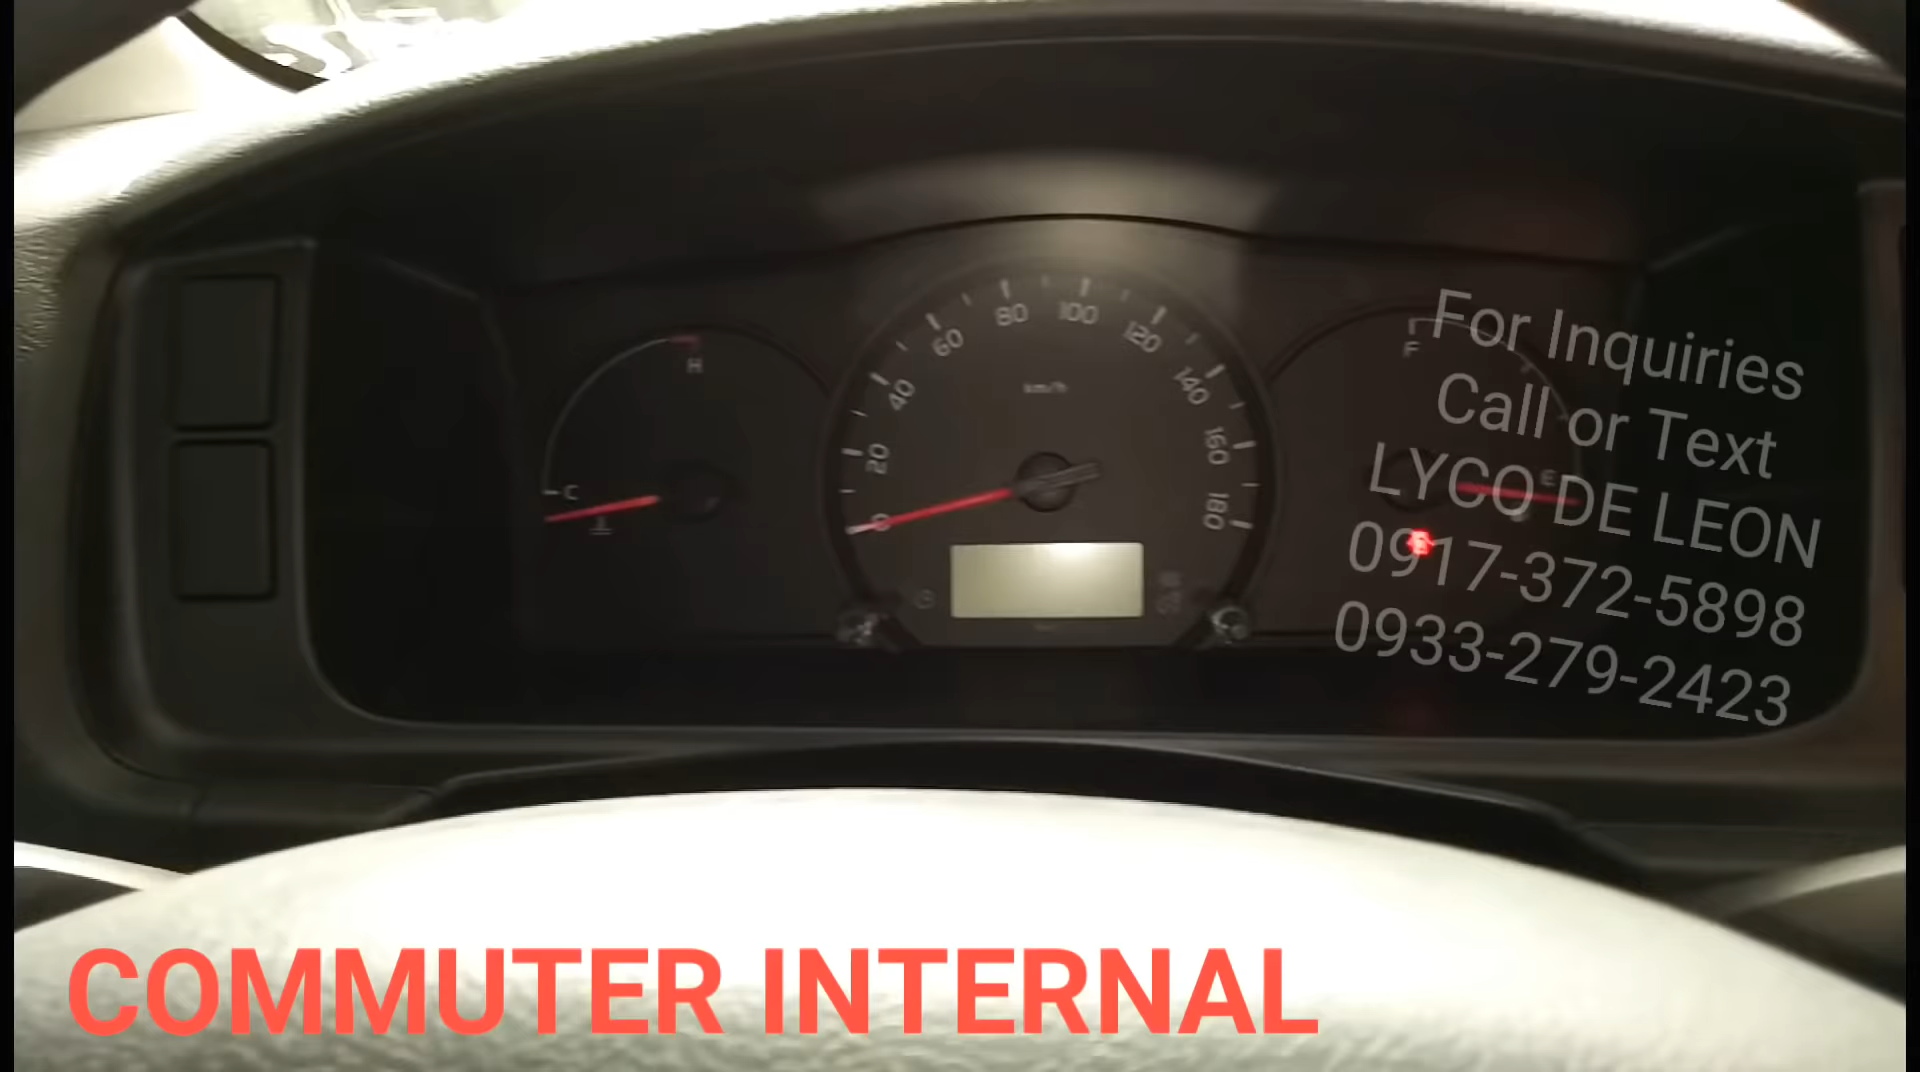 H
C
0
20
40
60
80
100
120
140
160
180
km/h
F
E
For Inquiries
Call or Text
LYCO DE LEON
0917-372-5898
0933-279-2423
COMMUTER INTERNAL